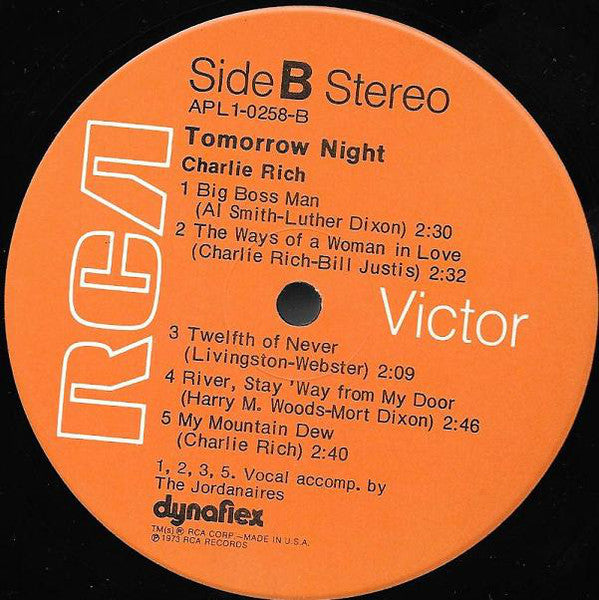 Side B Stereo
APL1-0258-B
Tomorrow Night
Charlie Rich
1 Big Boss Man
(Al Smith-Luther Dixon) 2:30
2 The Ways of a Woman in Love
(Charlie Rich-Bill Justis) 2:32
RCA
Victor
3 Twelfth of Never
(Livingston-Webster) 2:09
4 River, Stay 'Way from My Door
(Harry M. Woods-Mort Dixon) 2:46
5 My Mountain Dew
(Charlie Rich) 2:40
1, 2, 3, 5. Vocal accomp. by
The Jordanaires
dynaflex
TM(s) ® RCA CORP.–MADE IN U.S.A.
℗ 1973 RCA RECORDS